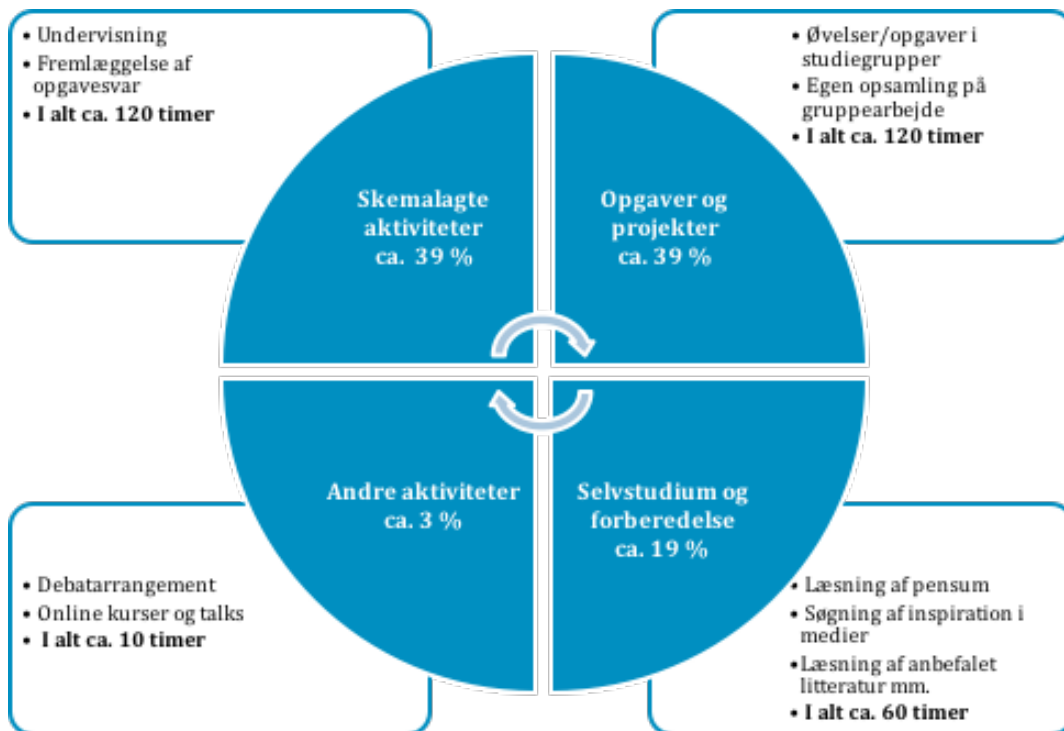 • Undervisning
• Fremlæggelse af
opgavesvar
• I alt ca. 120 timer
• Øvelser/opgaver i
studiegrupper
• Egen opsamling på
gruppearbejde
• I alt ca. 120 timer
Skemalagte
aktiviteter
ca. 39 %
Opgaver og
projekter
ca. 39 %
Andre aktiviteter
ca. 3 %
Selvstudium og
forberedelse
ca. 19 %
• Debatarrangement
• Online kurser og talks
• I alt ca. 10 timer
• Læsning af pensum
• Søgning af inspiration i
medier
• Læsning af anbefalet
litteratur mm.
• I alt ca. 60 timer